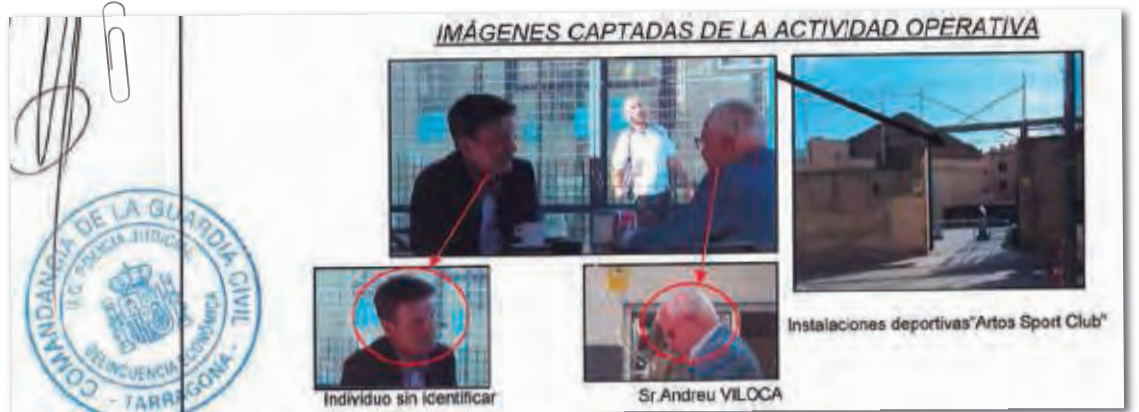 IMÁGENES CAPTADAS DE LA ACTIVIDAD OPERATIVA
COMANDANCIA DE LA GUARDIA CIVIL
- TARRAGONA -
U.O. POLICIA JUDICIAL
DELINCUENCIA ECONÓMICA
Instalaciones deportivas"Artos Sport Club"
Individuo sin identificar
Sr.Andreu VILOCA